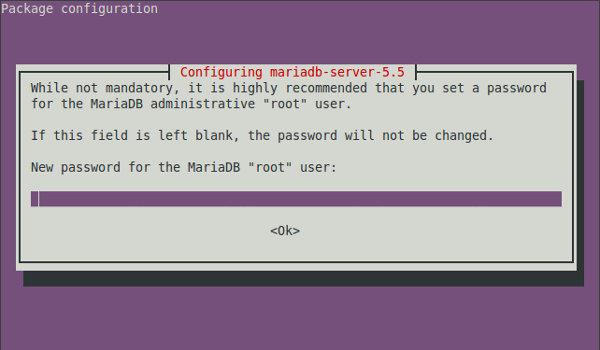 Package configuration
Configuring mariadb-server-5.5
While not mandatory, it is highly recommended that you set a password
for the MariaDB administrative "root" user.
If this field is left blank, the password will not be changed.
New password for the MariaDB "root" user:
<Ok>